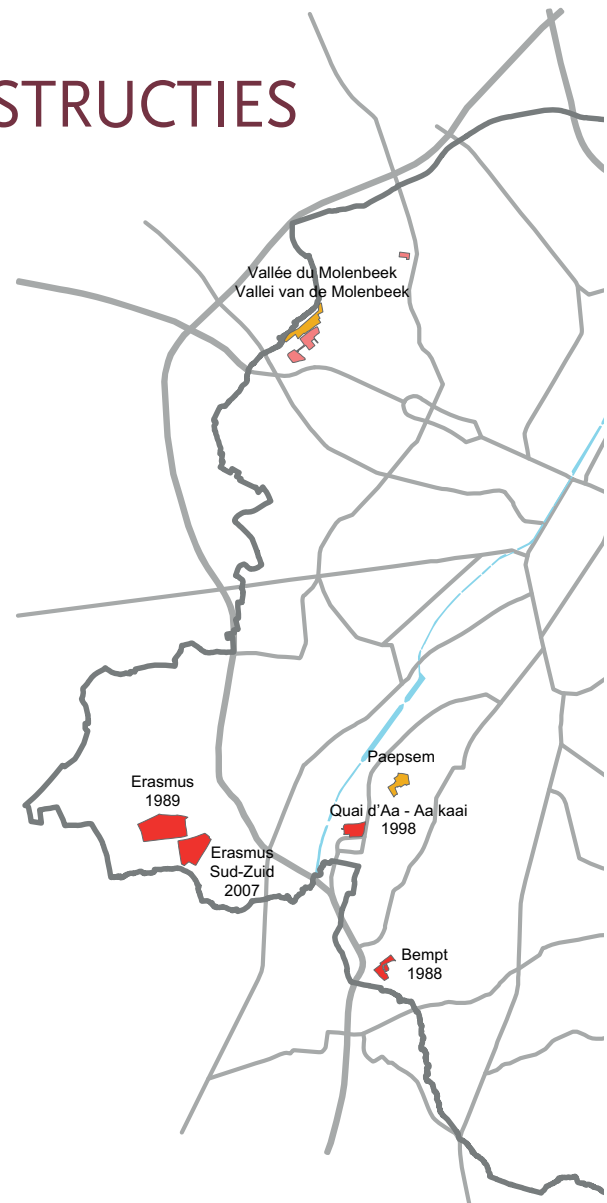 STRUCTIES
Vallée du Molenbeek
Vallei van de Molenbeek
Paepsem
Erasmus
1989
Quai d'Aa - Aa kaai
1998
Erasmus
Sud-Zuid
2007
Bempt
1988